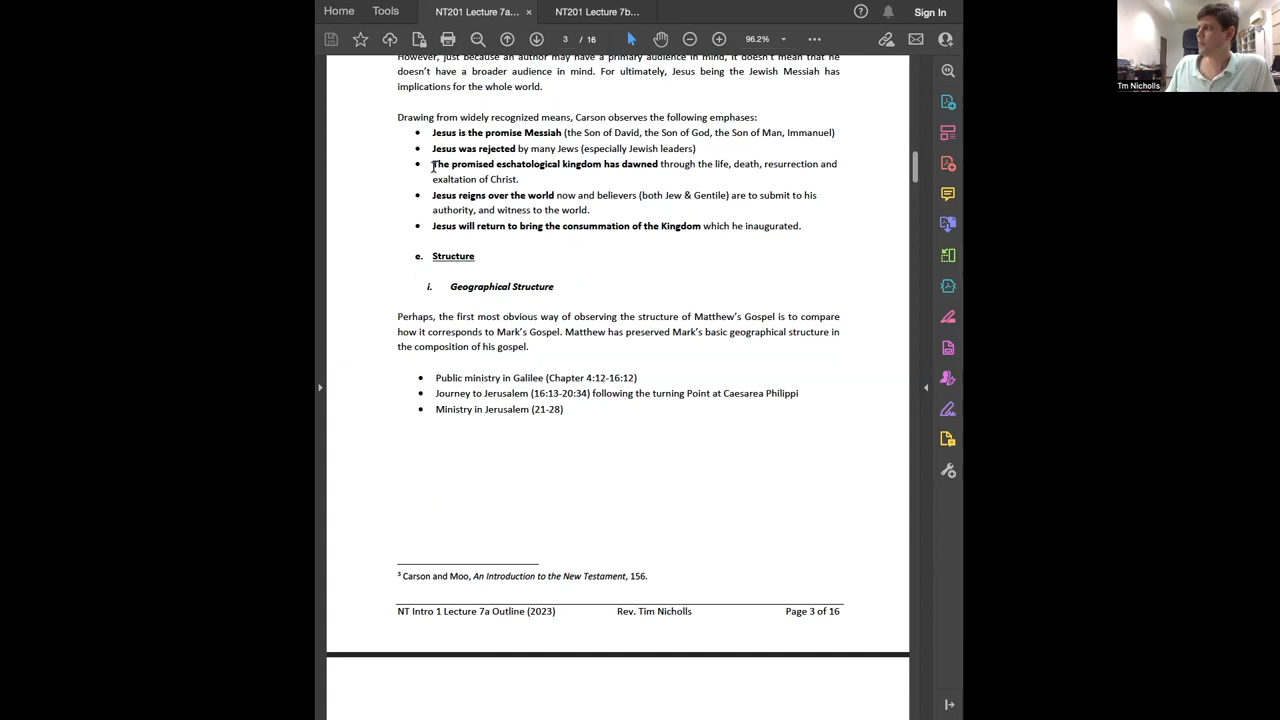 Home Tools NT201 Lecture 7a... × NT201 Lecture 7b... Sign In
3 / 16 96.2%
Tm Nicholls
However, just because an author may have a primary audience in mind, it doesn't mean that he
doesn't have a broader audience in mind. For ultimately, Jesus being the Jewish Messiah has
implications for the whole world.
Drawing from widely recognized means, Carson observes the following emphases:
• Jesus is the promise Messiah (the Son of David, the Son of God, the Son of Man, Immanuel)
• Jesus was rejected by many Jews (especially Jewish leaders)
• The promised eschatological kingdom has dawned through the life, death, resurrection and
exaltation of Christ.
• Jesus reigns over the world now and believers (both Jew & Gentile) are to submit to his
authority, and witness to the world.
• Jesus will return to bring the consummation of the Kingdom which he inaugurated.
e. Structure
i. Geographical Structure
Perhaps, the first most obvious way of observing the structure of Matthew's Gospel is to compare
how it corresponds to Mark's Gospel. Matthew has preserved Mark's basic geographical structure in
the composition of his gospel.
• Public ministry in Galilee (Chapter 4:12-16:12)
• Journey to Jerusalem (16:13-20:34) following the turning Point at Caesarea Philippi
• Ministry in Jerusalem (21-28)
3 Carson and Moo, An Introduction to the New Testament, 156.
NT Intro 1 Lecture 7a Outline (2023) Rev. Tim Nicholls Page 3 of 16